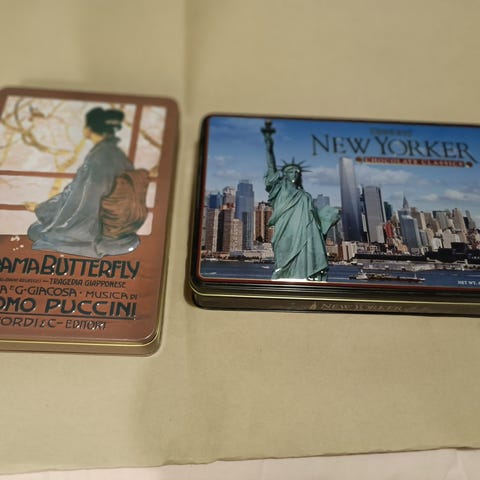 DAMA BUTTERFLY
TRAGEDIA GIAPPONESE
A E G. GIACOSA - MUSICA DI
OMO PUCCINI
ORDI & C - EDITORI
NEW YORKER
CHOCOLATE CLASSICS
NET WT.
NEW YORKER